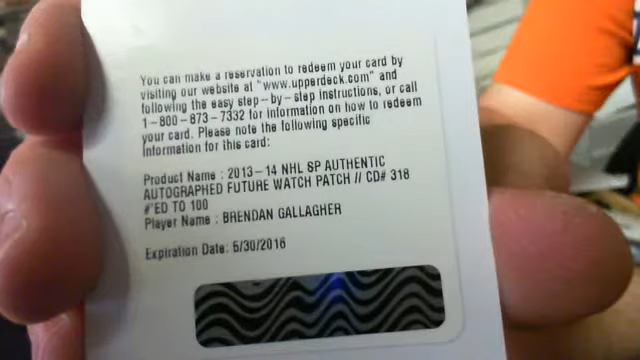 You can make a reservation to redeem your card by
visiting our website at "www.upperdeck.com" and
following the easy step-by-step instructions, or call
1-800-873-7332 for information on how to redeem
your card. Please note the following specific
information for this card:
Product Name : 2013-14 NHL SP AUTHENTIC
AUTOGRAPHED FUTURE WATCH PATCH // CD# 318
#'ED TO 100
Player Name : BRENDAN GALLAGHER
Expiration Date: 5/30/2016